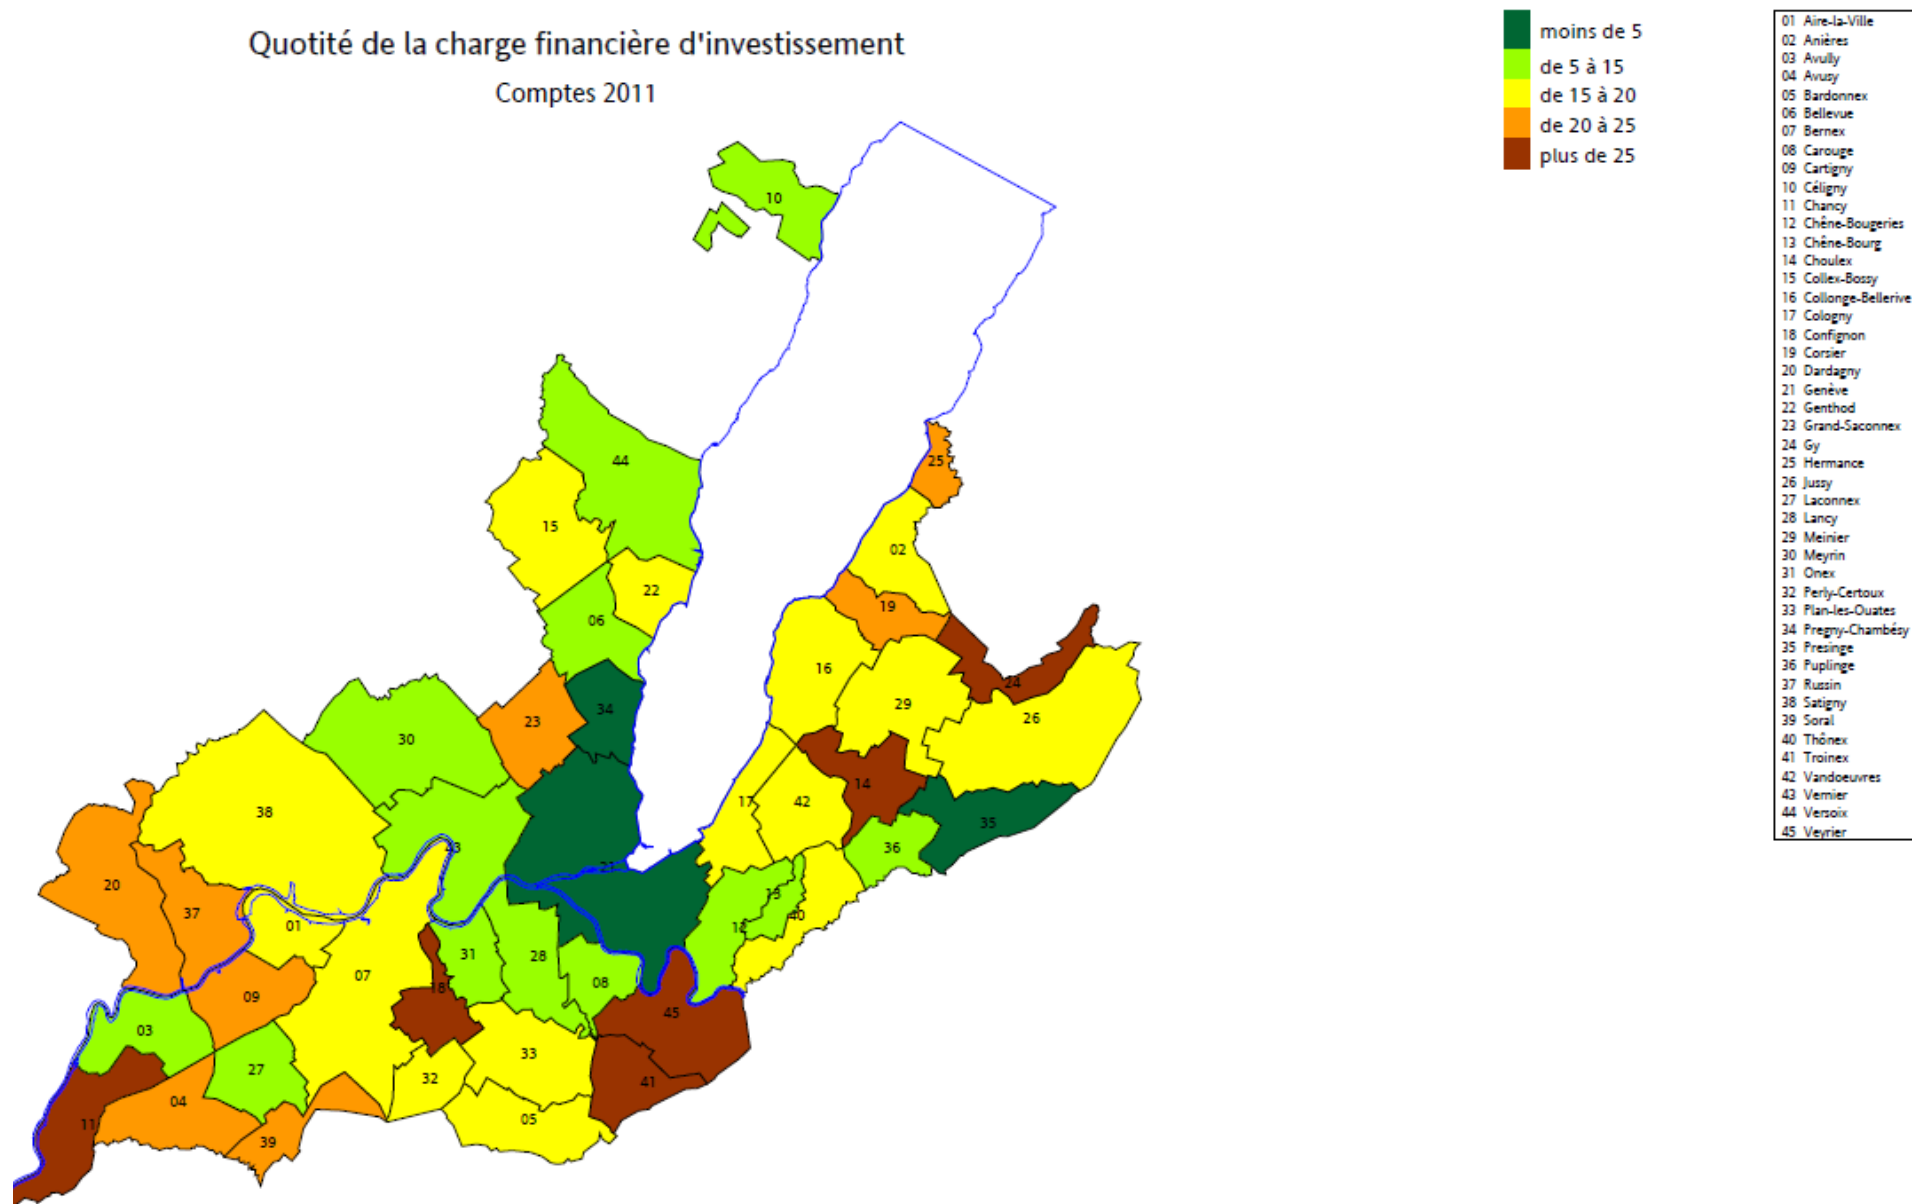 Quotité de la charge financière d'investissement
Comptes 2011
moins de 5
de 5 à 15
de 15 à 20
de 20 à 25
plus de 25
01 Aire-la-Ville
02 Anières
03 Avully
04 Avusy
05 Bardonnex
06 Bellevue
07 Bernex
08 Carouge
09 Cartigny
10 Céligny
11 Chancy
12 Chêne-Bougeries
13 Chêne-Bourg
14 Choulex
15 Collex-Bossy
16 Collonge-Bellerive
17 Cologny
18 Confignon
19 Corsier
20 Dardagny
21 Genève
22 Genthod
23 Grand-Saconnex
24 Gy
25 Hermance
26 Jussy
27 Laconnex
28 Lancy
29 Meinier
30 Meyrin
31 Onex
32 Perly-Certoux
33 Plan-les-Ouates
34 Pregny-Chambésy
35 Presinge
36 Puplinge
37 Russin
38 Satigny
39 Soral
40 Thônex
41 Troinex
42 Vandoeuvres
43 Vernier
44 Versoix
45 Veyrier
10
44
25
15
02
22
19
06
16
24
29
26
34
23
30
14
42
17
38
35
43
36
21
20
13
37
40
01
12
31
28
07
08
18
09
45
03
33
27
32
41
04
05
11
39